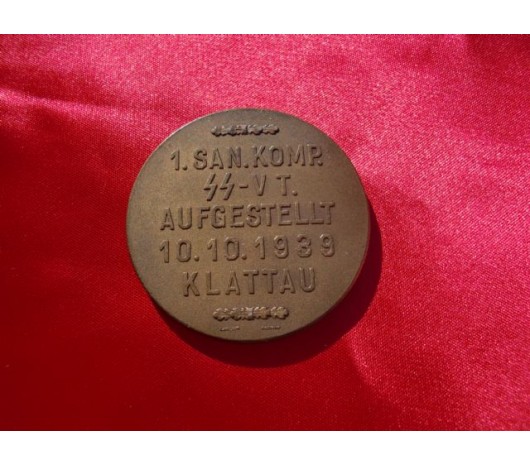 1. SAN. KOMP.
ᛋᛋ-V T.
AUFGESTELLT
10.10.1939
KLATTAU